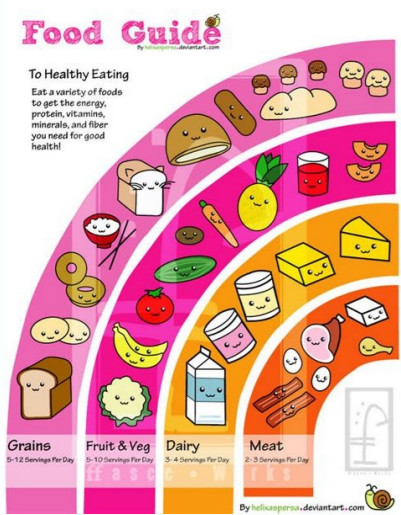 Food Guide
By helixaspersa.deviantart.com
To Healthy Eating
Eat a variety of foods
to get the energy,
protein, vitamins,
minerals, and fiber
you need for good
health!
Grains
5-12 Servings Per Day
Fruit & Veg
5-10 Servings Per Day
Dairy
3-4 Servings Per Day
Meat
2-3 Servings Per Day
By helixaspersa.deviantart.com